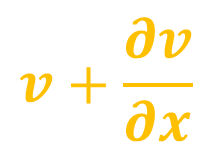 v + ∂v/∂x